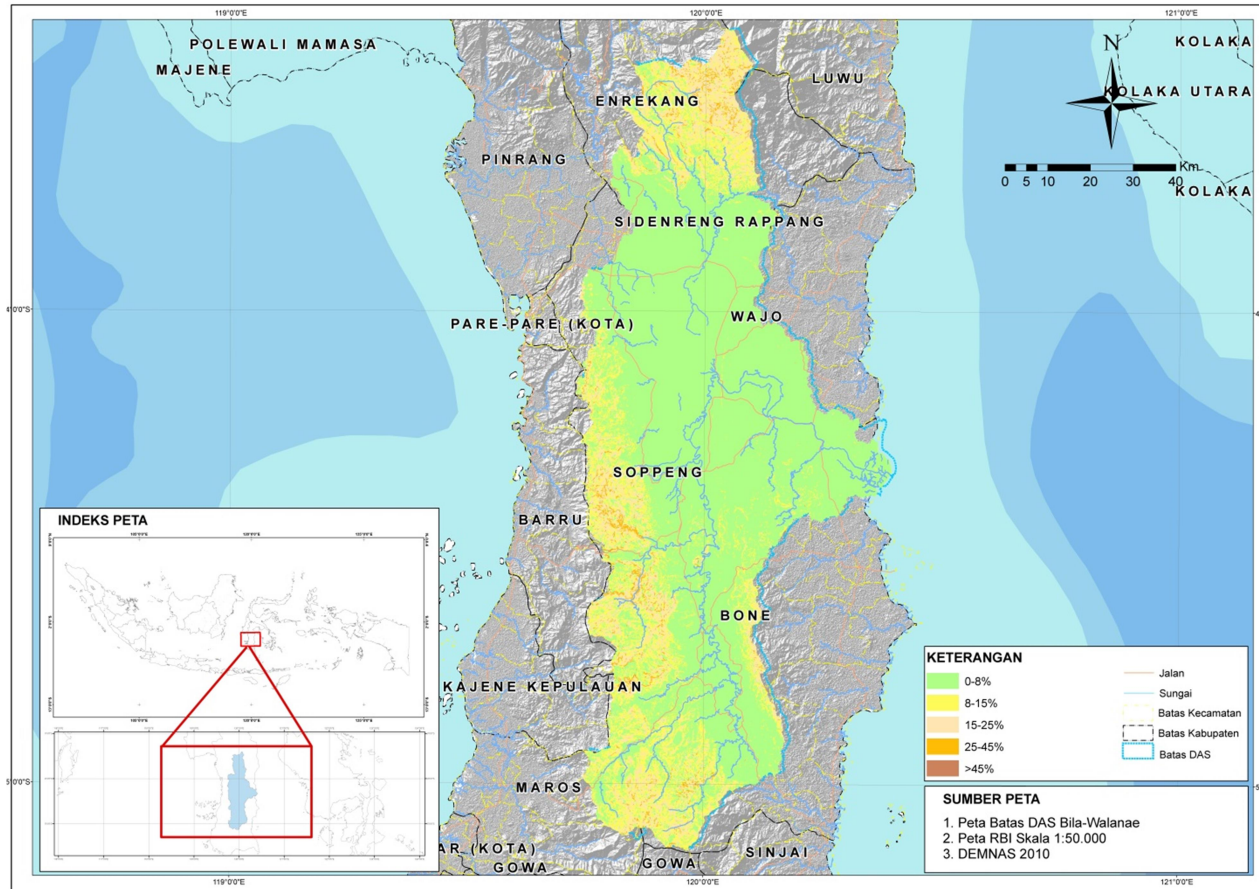 119°0'0"E
120°0'0"E
121°0'0"E
POLEWALI MAMASA
MAJENE
KOLAKA
N
LUWU
KOLAKA UTARA
ENREKANG
PINRANG
0 2.5 5 10 20 30 40
Km
KOLAKA
SIDENRENG RAPPANG
4°0'0"S
WAJO
PARE-PARE (KOTA)
SOPPENG
BARRU
BONE
KAJENE KEPULAUAN
MAROS
5°0'0"S
AR (KOTA)
GOWA
GOWA
SINJAI
INDEKS PETA
KETERANGAN
0-8%
8-15%
15-25%
25-45%
>45%
Jalan
Sungai
Batas Kecamatan
Batas Kabupaten
Batas DAS
SUMBER PETA
1. Peta Batas DAS Bila-Walanae
2. Peta RBI Skala 1:50.000
3. DEMNAS 2010
119°0'0"E
120°0'0"E
121°0'0"E